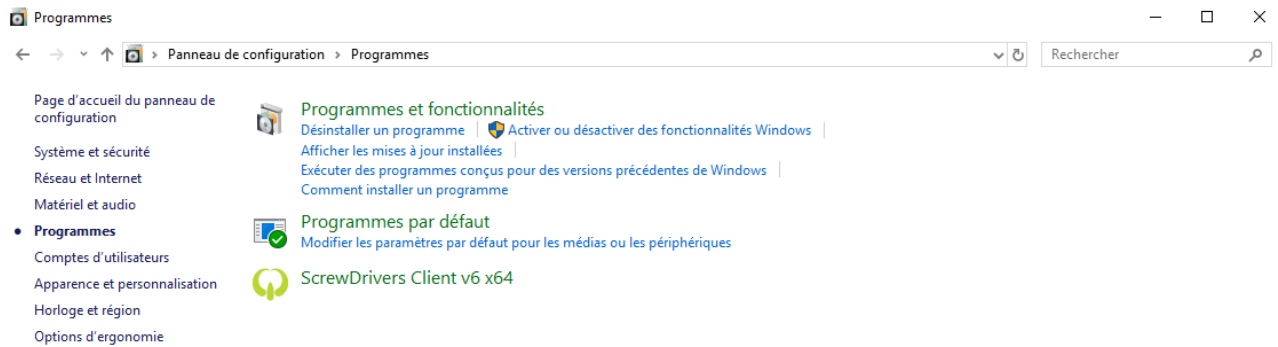 Programmes
Panneau de configuration > Programmes
Rechercher
Page d'accueil du panneau de
configuration
Système et sécurité
Réseau et Internet
Matériel et audio
Programmes
Comptes d'utilisateurs
Apparence et personnalisation
Horloge et région
Options d'ergonomie
Programmes et fonctionnalités
Désinstaller un programme
Activer ou désactiver des fonctionnalités Windows
Afficher les mises à jour installées
Exécuter des programmes conçus pour des versions précédentes de Windows
Comment installer un programme
Programmes par défaut
Modifier les paramètres par défaut pour les médias ou les périphériques
ScrewDrivers Client v6 x64